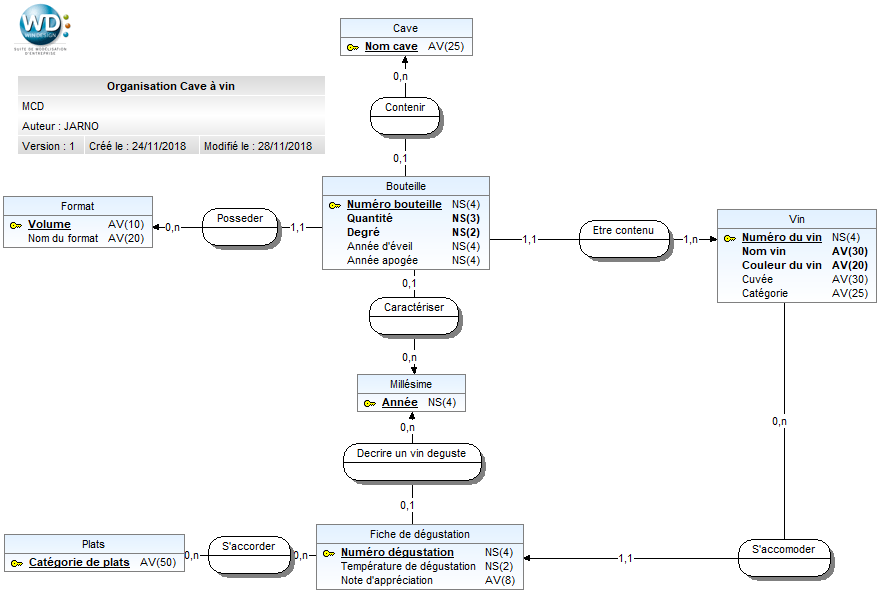 WD
WIN'DESIGN
SUITE DE MODÉLISATION
D'ENTREPRISE
Organisation Cave à vin
MCD
Auteur : JARNO
Version : 1 Créé le : 24/11/2018 Modifié le : 28/11/2018
Cave
Nom cave AV(25)
0,n
Contenir
0,1
Bouteille
Numéro bouteille NS(4)
Quantité NS(3)
Degré NS(2)
Année d'éveil NS(4)
Année apogée NS(4)
Format
Volume AV(10)
Nom du format AV(20)
0,n
Posseder
1,1
1,1
Etre contenu
1,n
Vin
Numéro du vin NS(4)
Nom vin AV(30)
Couleur du vin AV(20)
Cuvée AV(30)
Catégorie AV(25)
0,1
Caractériser
0,n
Millésime
Année NS(4)
0,n
Decrire un vin deguste
0,1
0,n
Plats
Catégorie de plats AV(50)
0,n
S'accorder
0,n
Fiche de dégustation
Numéro dégustation NS(4)
Température de dégustation NS(2)
Note d'appréciation AV(8)
1,1
S'accomoder